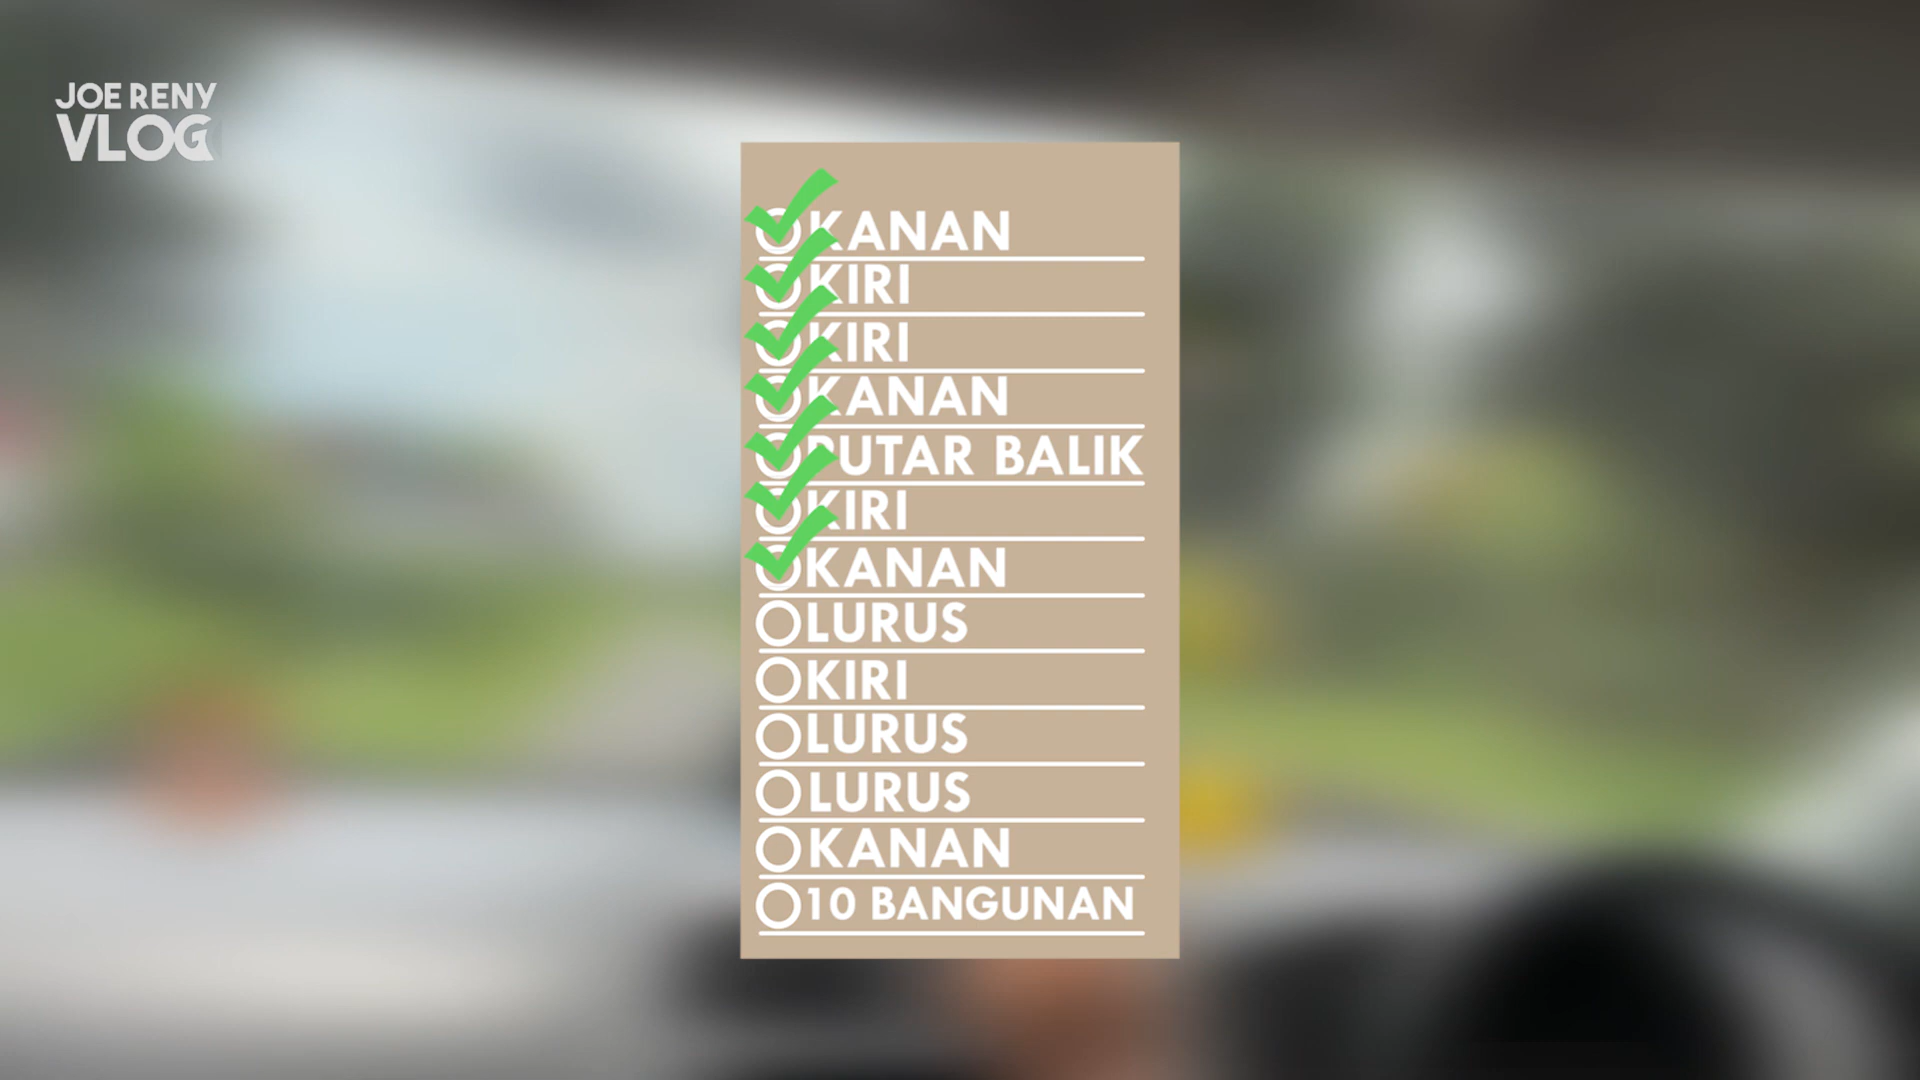 JOE RENY
VLOG
KANAN
KIRI
KIRI
KANAN
PUTAR BALIK
KIRI
KANAN
LURUS
KIRI
LURUS
LURUS
KANAN
10 BANGUNAN